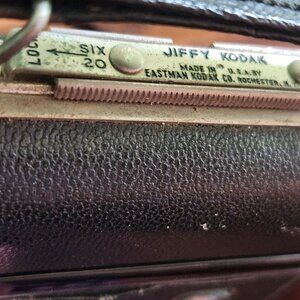 LOC
← SIX
20
JIFFY KODAK
MADE IN U.S.A. BY
EASTMAN KODAK CO. ROCHESTER, N.